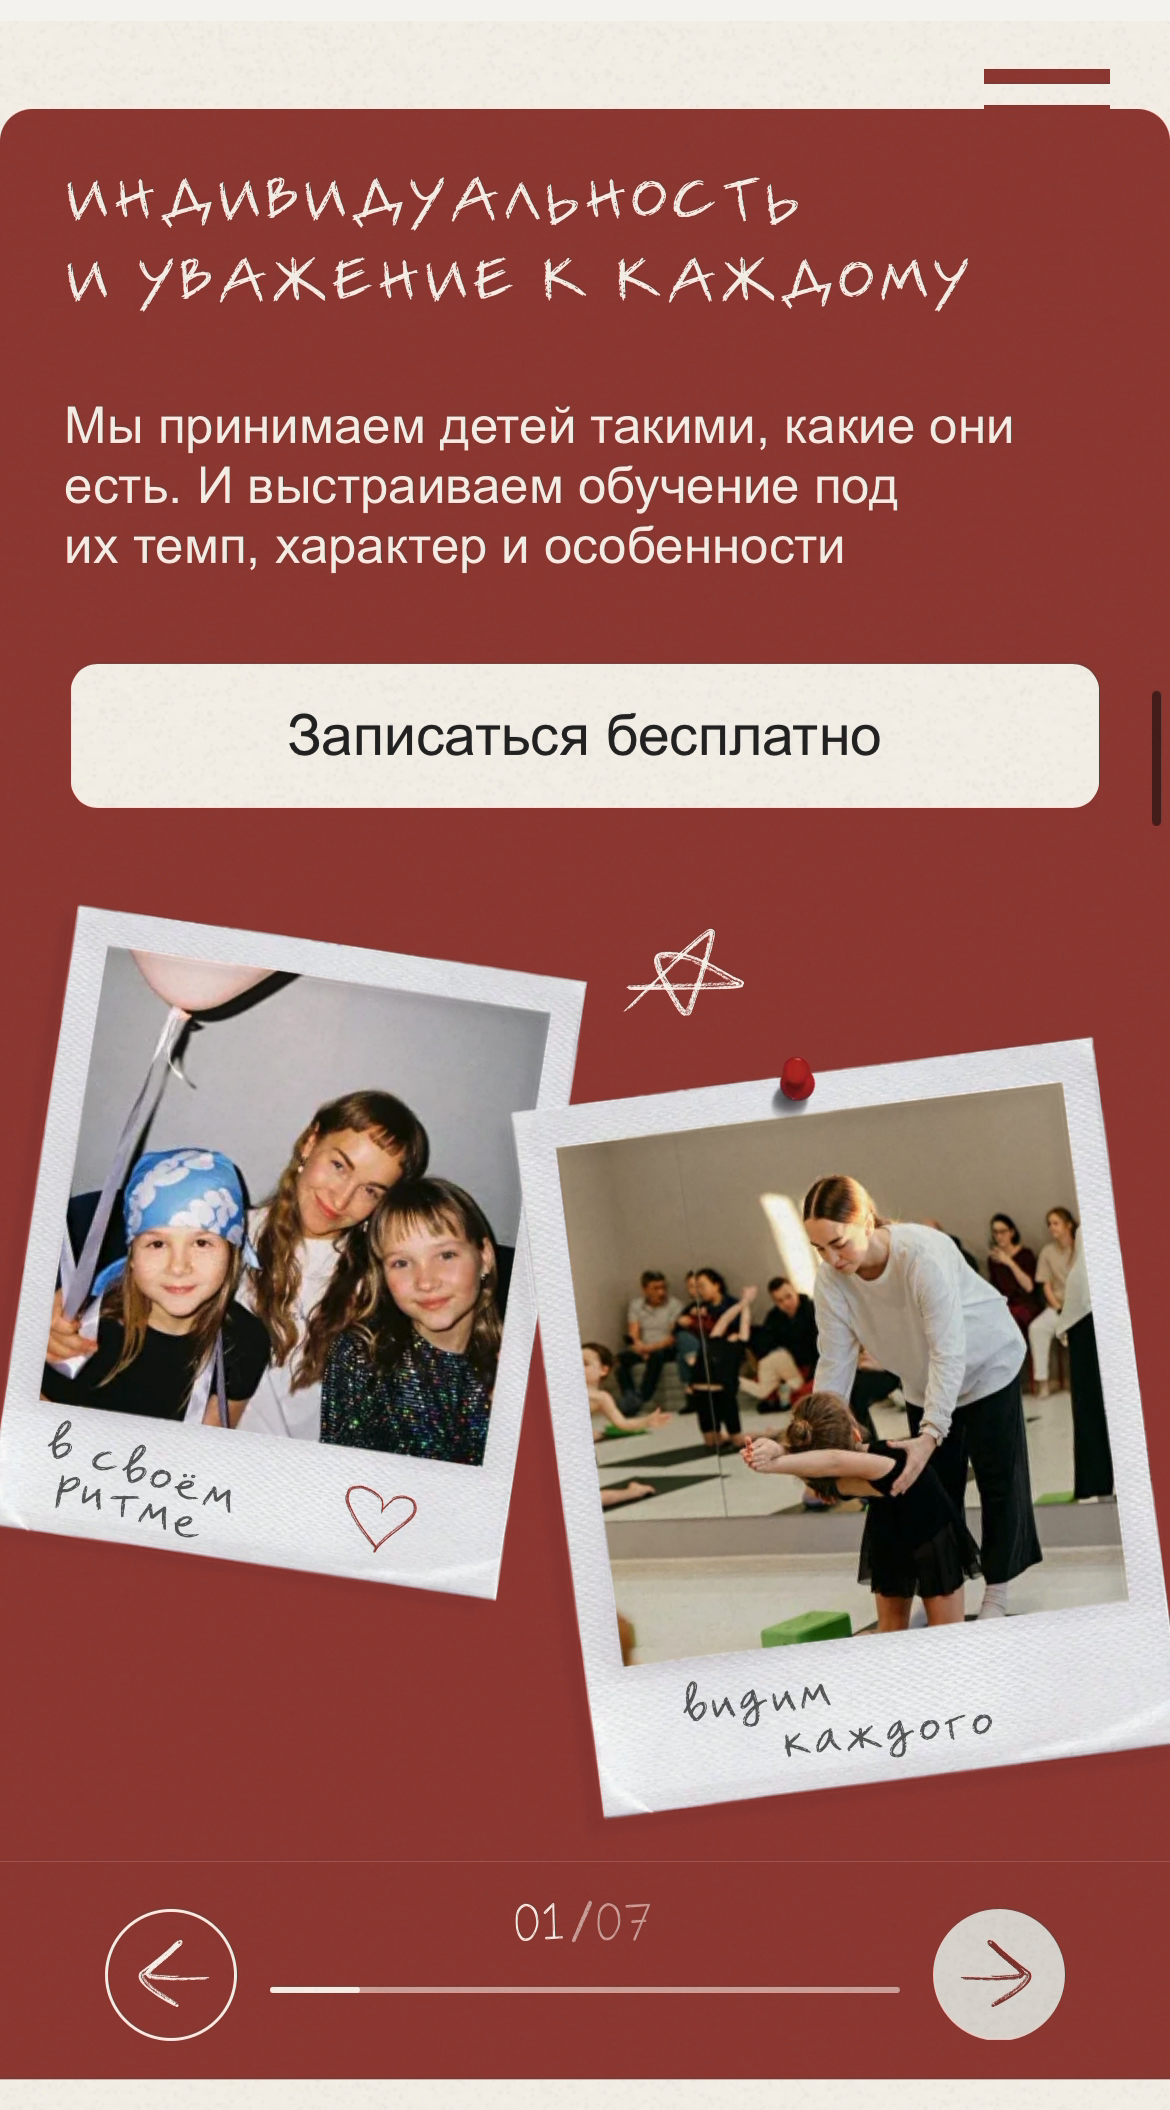 ИНДИВИДУАЛЬНОСТЬ
И УВАЖЕНИЕ К КАЖДОМУ
Мы принимаем детей такими, какие они
есть. И выстраиваем обучение под
их темп, характер и особенности
Записаться бесплатно
в своём
ритме
видим
каждого
01/07